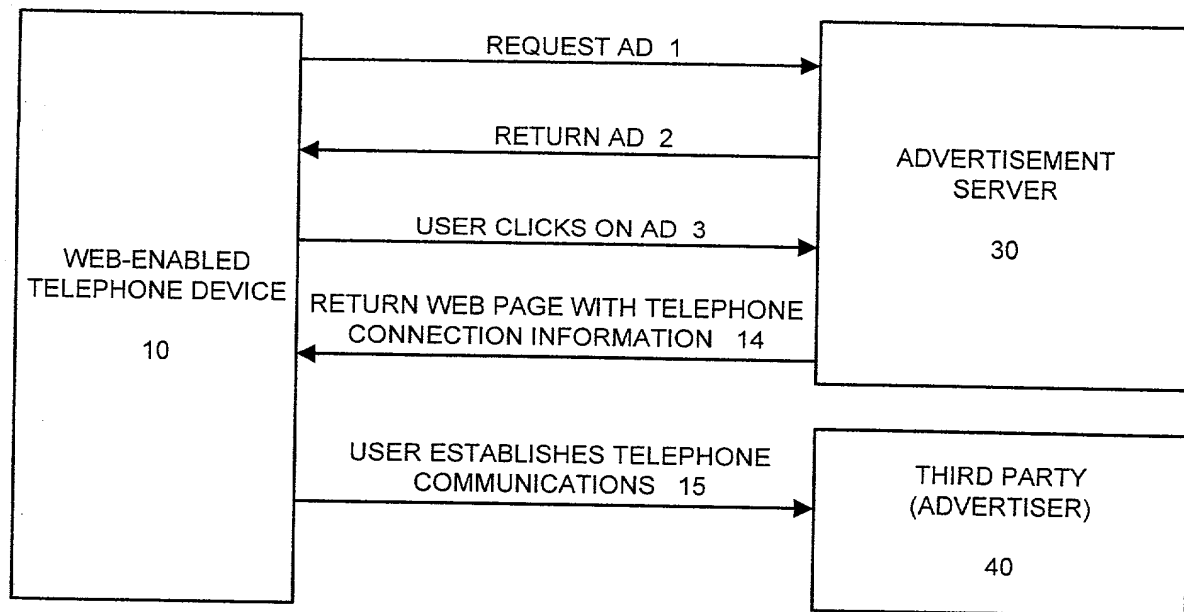 REQUEST AD 1
RETURN AD 2
USER CLICKS ON AD 3
RETURN WEB PAGE WITH TELEPHONE
CONNECTION INFORMATION 14
USER ESTABLISHES TELEPHONE
COMMUNICATIONS 15
WEB-ENABLED
TELEPHONE DEVICE
10
ADVERTISEMENT
SERVER
30
THIRD PARTY
(ADVERTISER)
40